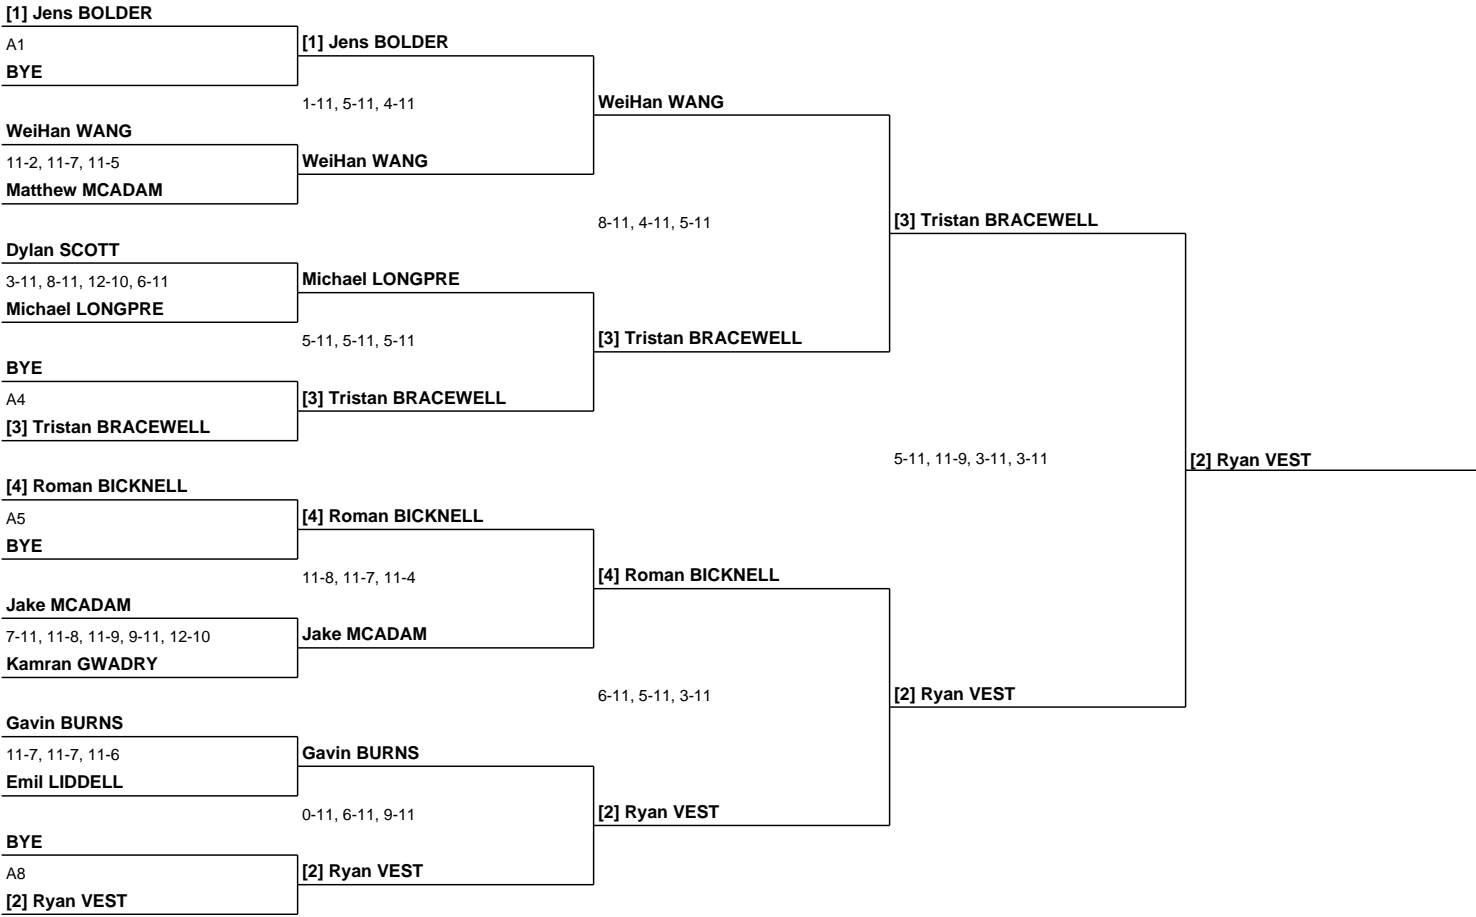 [1] Jens BOLDER
A1
BYE
WeiHan WANG
11-2, 11-7, 11-5
Matthew MCADAM
Dylan SCOTT
3-11, 8-11, 12-10, 6-11
Michael LONGPRE
BYE
A4
[3] Tristan BRACEWELL
[4] Roman BICKNELL
A5
BYE
Jake MCADAM
7-11, 11-8, 11-9, 9-11, 12-10
Kamran GWADRY
Gavin BURNS
11-7, 11-7, 11-6
Emil LIDDELL
BYE
A8
[2] Ryan VEST
[1] Jens BOLDER
1-11, 5-11, 4-11
WeiHan WANG
Michael LONGPRE
5-11, 5-11, 5-11
[3] Tristan BRACEWELL
[4] Roman BICKNELL
11-8, 11-7, 11-4
Jake MCADAM
Gavin BURNS
0-11, 6-11, 9-11
[2] Ryan VEST
WeiHan WANG
8-11, 4-11, 5-11
[3] Tristan BRACEWELL
[4] Roman BICKNELL
6-11, 5-11, 3-11
[2] Ryan VEST
[3] Tristan BRACEWELL
5-11, 11-9, 3-11, 3-11
[2] Ryan VEST
[2] Ryan VEST